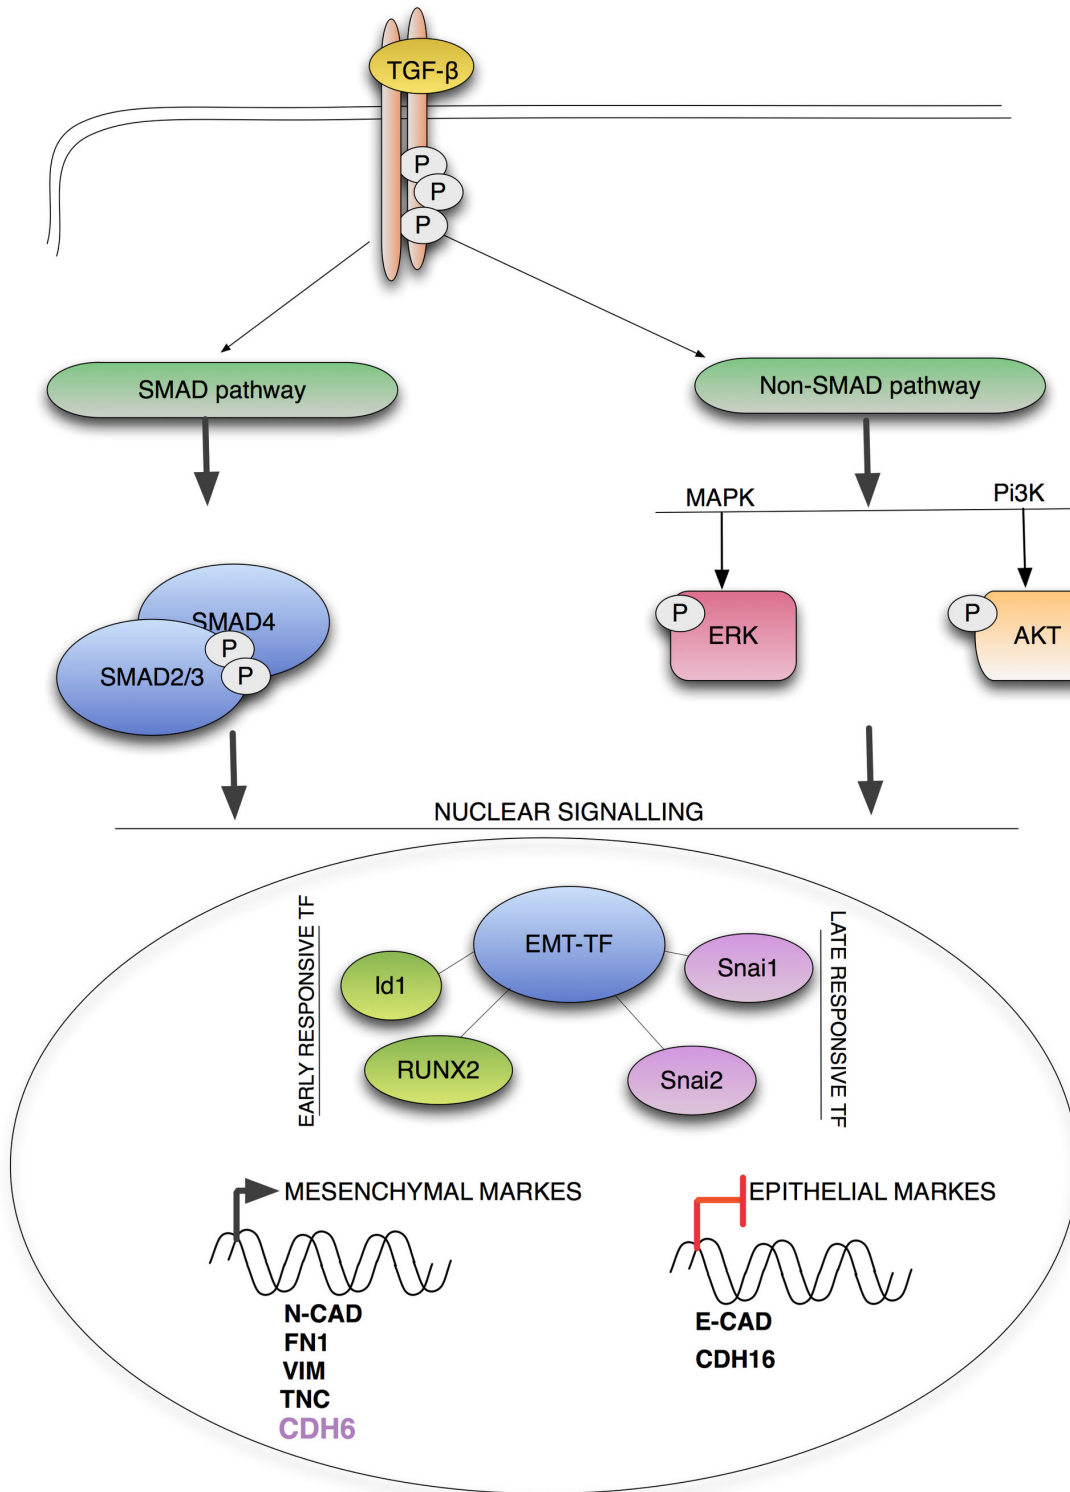 TGF-β
P
P
P
SMAD pathway
Non-SMAD pathway
MAPK
Pi3K
SMAD4
P
SMAD2/3
P
P
ERK
P
AKT
NUCLEAR SIGNALLING
EARLY RESPONSIVE TF
EMT-TF
Id1
RUNX2
Snai1
Snai2
LATE RESPONSIVE TF
MESENCHYMAL MARKES
EPITHELIAL MARKES
N-CAD
FN1
VIM
TNC
CDH6
E-CAD
CDH16